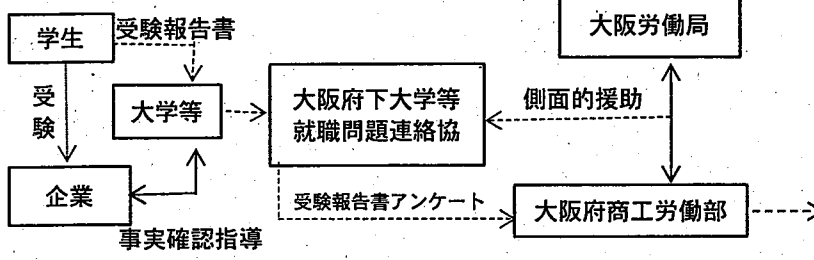 学生
受験報告書
大阪労働局
受験
大学等
大阪府下大学等
就職問題連絡協
側面的援助
企業
受験報告書アンケート
大阪府商工労働部
事実確認指導